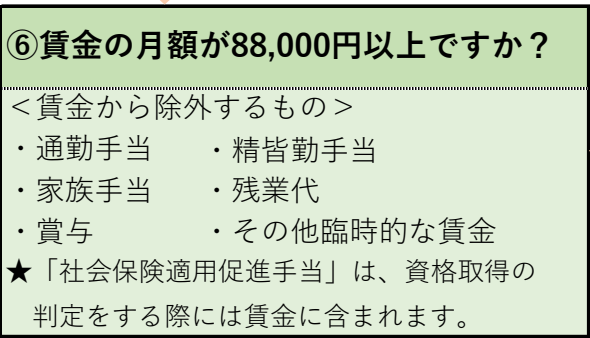 ⑥賃金の月額が88,000円以上ですか？
＜賃金から除外するもの＞
・通勤手当　　・精皆勤手当
・家族手当　　・残業代
・賞与　　　　・その他臨時的な賃金
★「社会保険適用促進手当」は、資格取得の
判定をする際には賃金に含まれます。